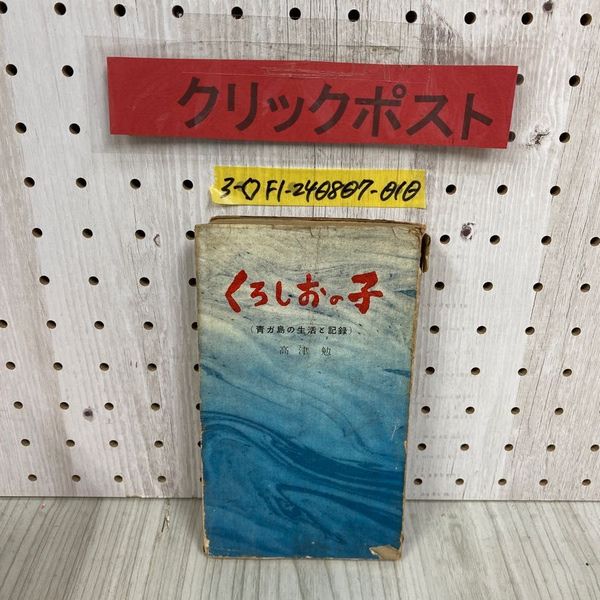 クリックポスト
3-◇F1-240807-010
くろしおの子
(青ガ島の生活と記録)
高津勉